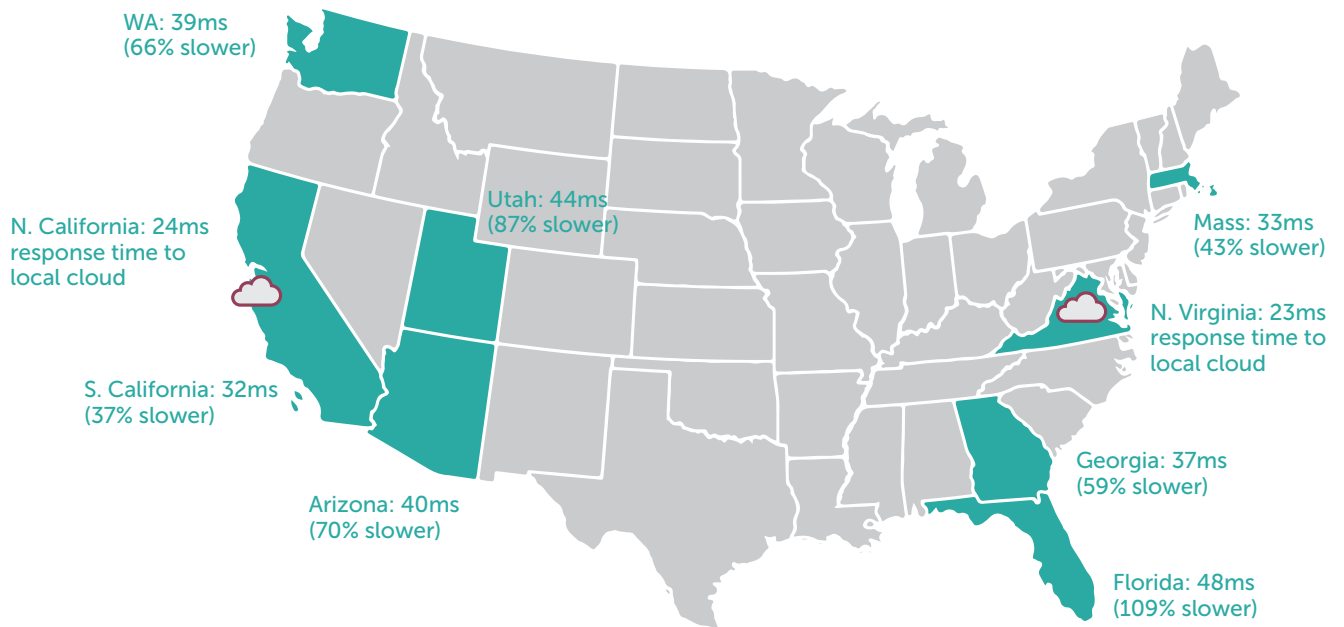 WA: 39ms
(66% slower)
Utah: 44ms
(87% slower)
N. California: 24ms
response time to
local cloud
Mass: 33ms
(43% slower)
N. Virginia: 23ms
response time to
local cloud
S. California: 32ms
(37% slower)
Georgia: 37ms
(59% slower)
Arizona: 40ms
(70% slower)
Florida: 48ms
(109% slower)